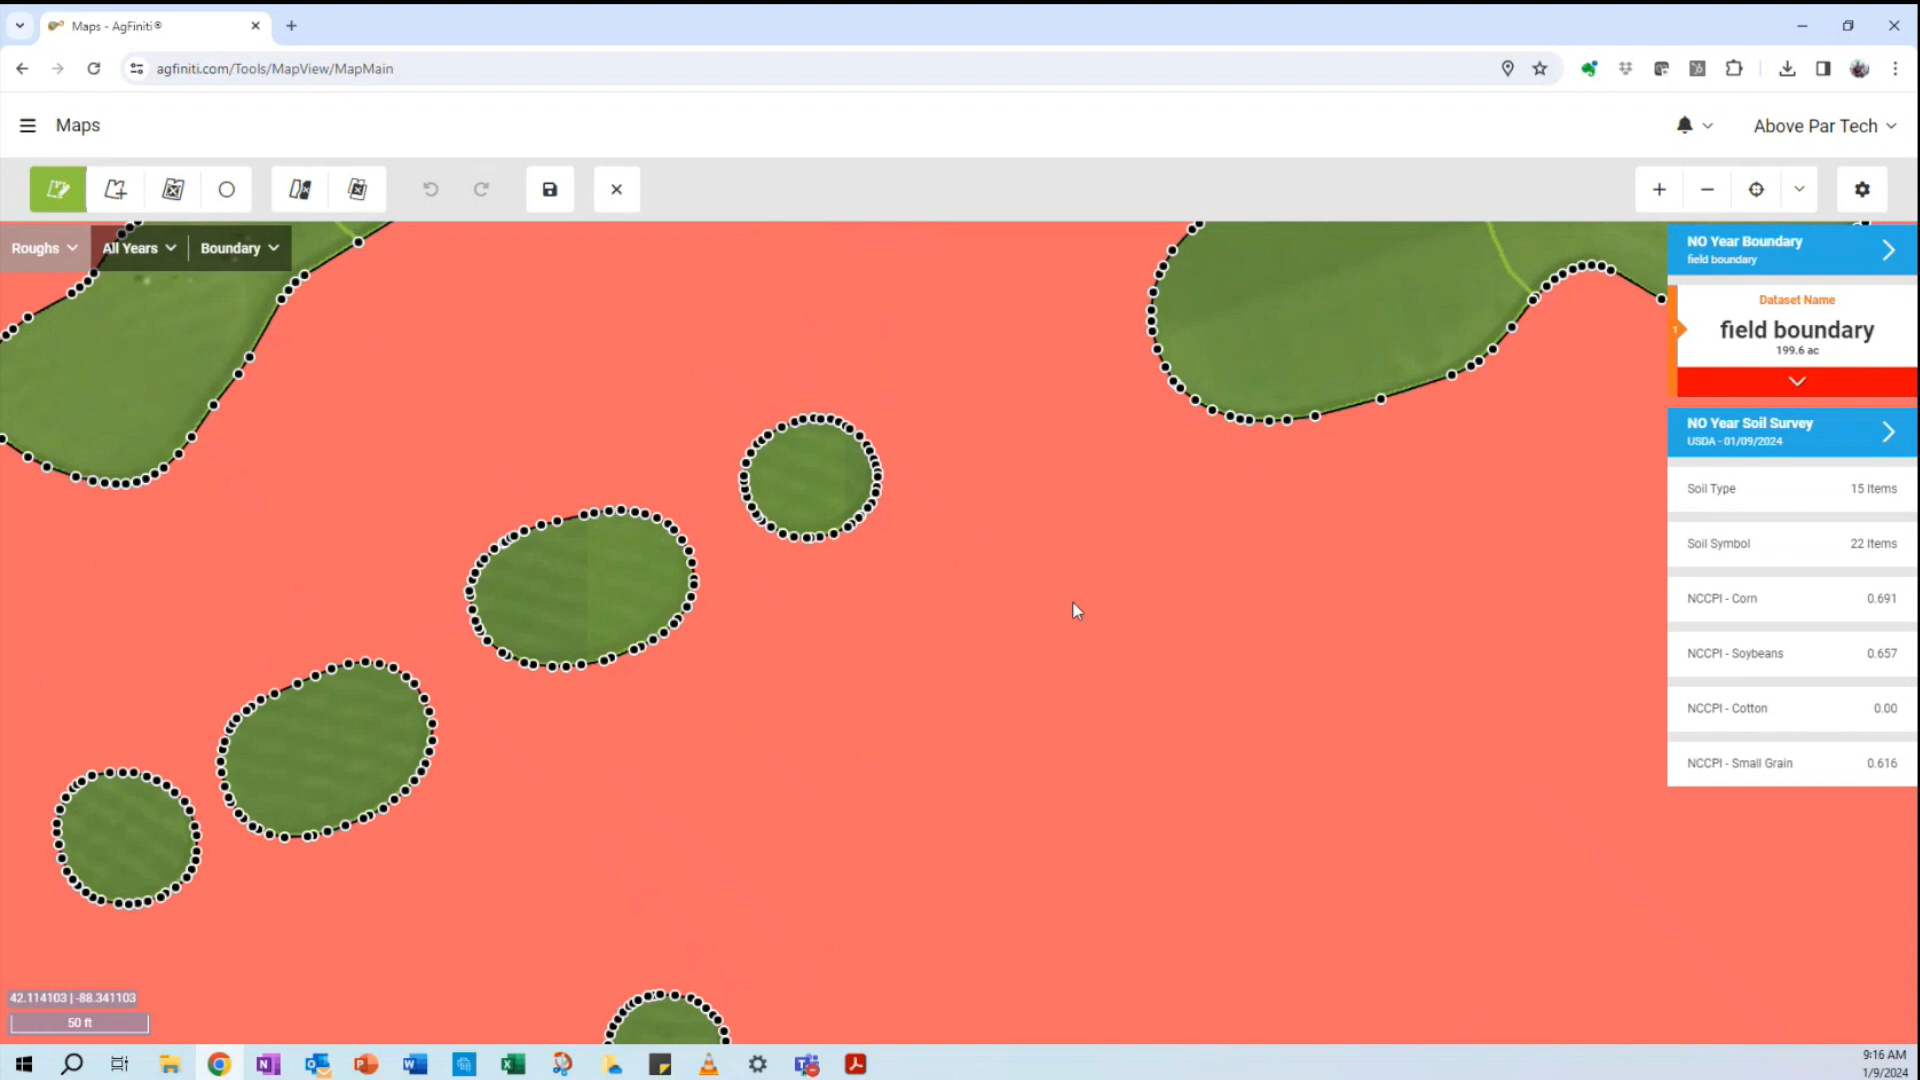 Maps - AgFiniti®
agfiniti.com/Tools/MapView/MapMain
Maps
Above Par Tech
Roughs
All Years
Boundary
NO Year Boundary
field boundary
Dataset Name
1
field boundary
199.6 ac
NO Year Soil Survey
USDA - 01/09/2024
Soil Type 15 Items
Soil Symbol 22 Items
NCCPI - Corn 0.691
NCCPI - Soybeans 0.657
NCCPI - Cotton 0.00
NCCPI - Small Grain 0.616
42.114103 | -88.341103
50 ft
9:16 AM
1/9/2024